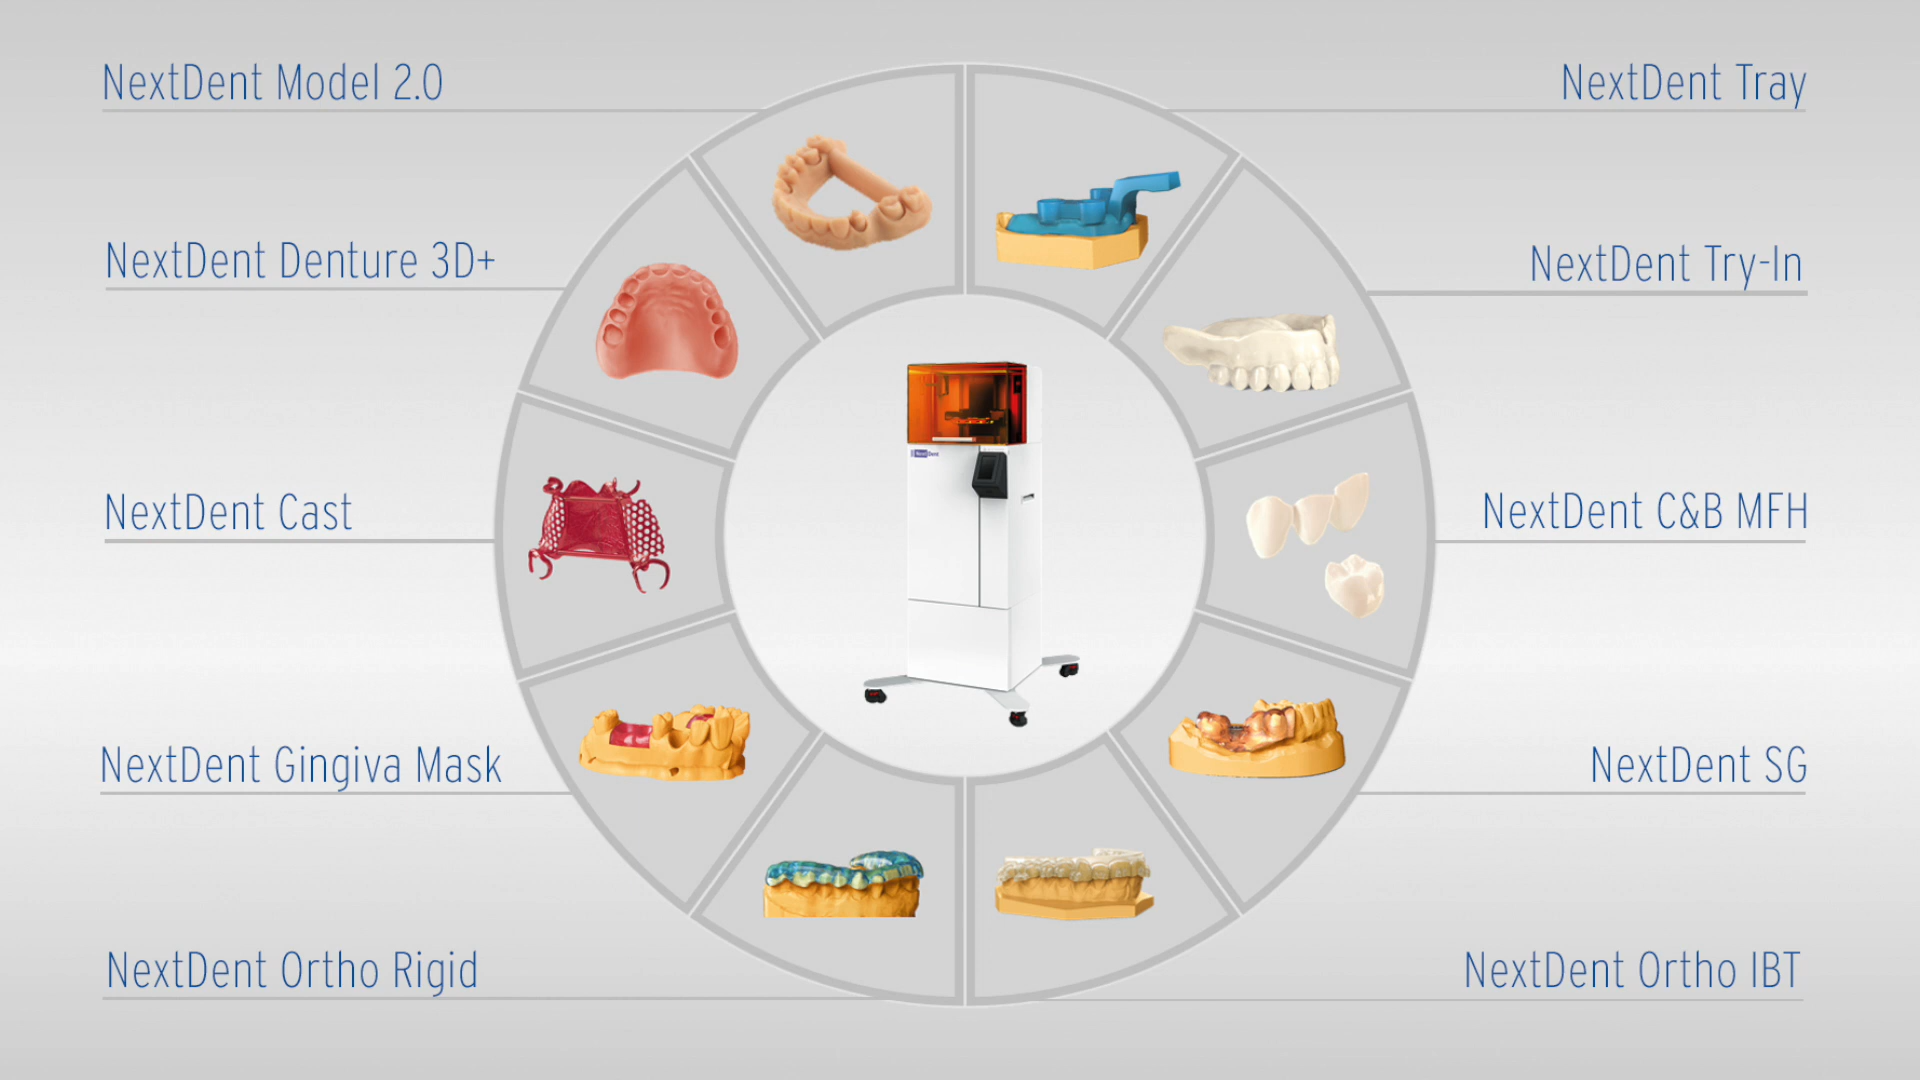 NextDent Model 2.0
NextDent Tray
NextDent Denture 3D+
NextDent Try-In
NextDent Cast
NextDent C&B MFH
NextDent Gingiva Mask
NextDent SG
NextDent Ortho Rigid
NextDent Ortho IBT
NextDent